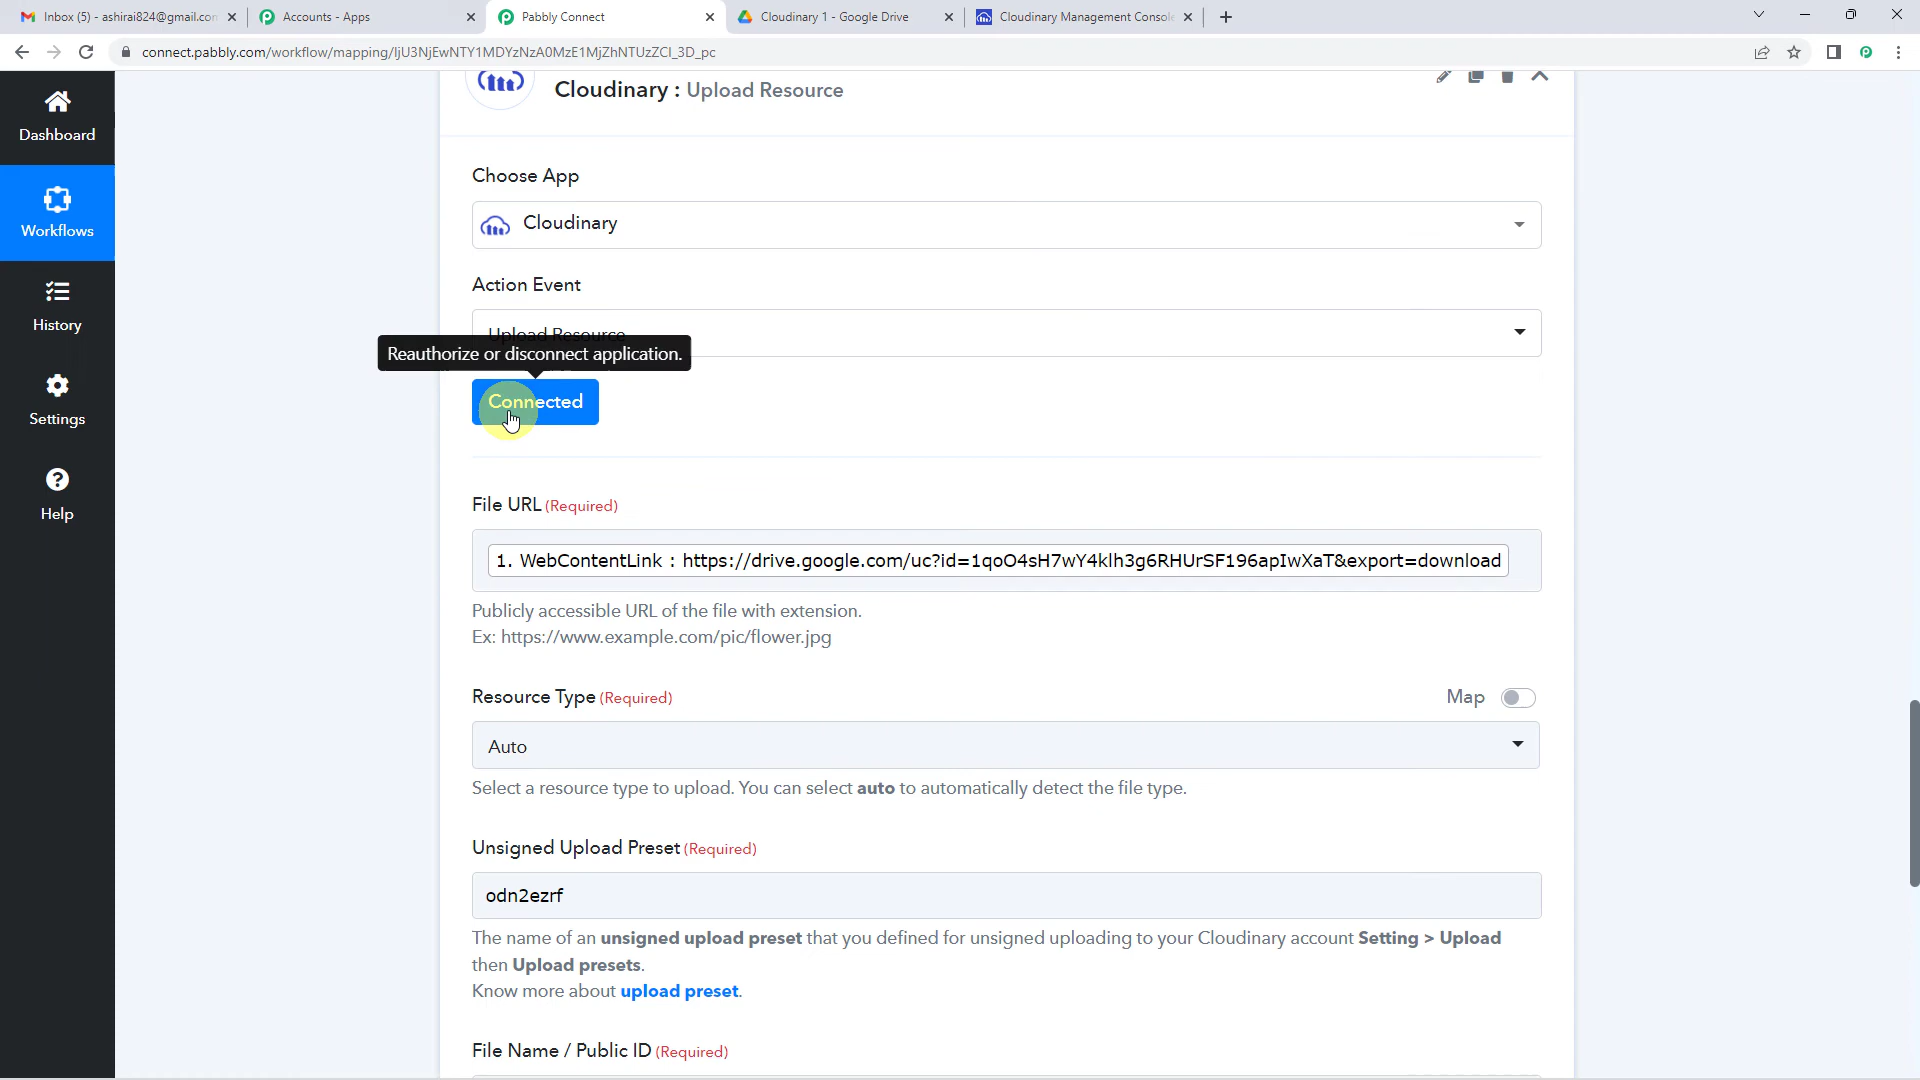 Inbox (5) - ashirai824@gmail.com
Accounts - Apps
Pabbly Connect
Cloudinary 1 - Google Drive
Cloudinary Management Console
connect.pabbly.com/workflow/mapping/IjU3NjEwNTY1MDYzNzA0MzE1MjZhNTUzZCI_3D_pc
Dashboard
Workflows
History
Settings
Help
Cloudinary : Upload Resource
Choose App
Cloudinary
Action Event
Upload Resource
Reauthorize or disconnect application.
Connected
File URL (Required)
1. WebContentLink : https://drive.google.com/uc?id=1qoO4sH7wY4klh3g6RHUrSF196apIwXaT&export=download
Publicly accessible URL of the file with extension.
Ex: https://www.example.com/pic/flower.jpg
Resource Type (Required)
Map
Auto
Select a resource type to upload. You can select auto to automatically detect the file type.
Unsigned Upload Preset (Required)
odn2ezrf
The name of an unsigned upload preset that you defined for unsigned uploading to your Cloudinary account Setting > Upload
then Upload presets.
Know more about upload preset.
File Name / Public ID (Required)